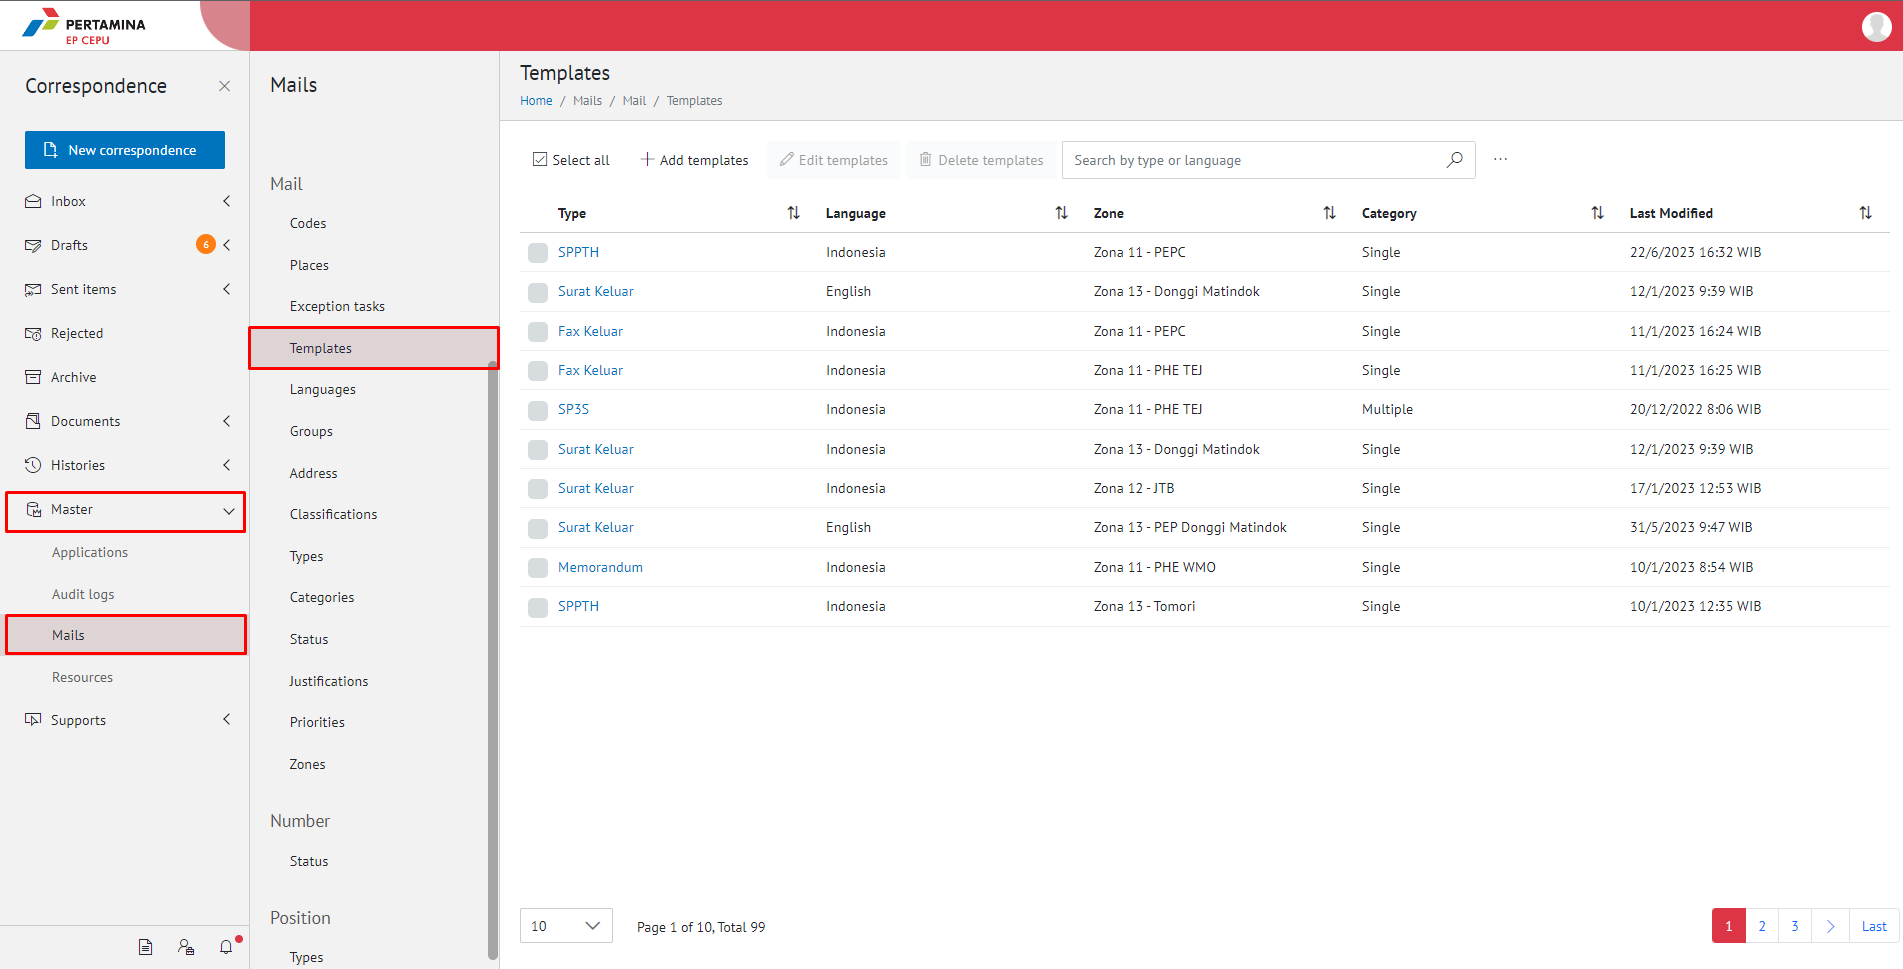 PERTAMINA
EP CEPU
Correspondence
New correspondence
Inbox
Drafts 6
Sent items
Rejected
Archive
Documents
Histories
Master
Applications
Audit logs
Mails
Resources
Supports
Mails
Mail
Codes
Places
Exception tasks
Templates
Languages
Groups
Address
Classifications
Types
Categories
Status
Justifications
Priorities
Zones
Number
Status
Position
Types
Templates
Home / Mails / Mail / Templates
Select all Add templates Edit templates Delete templates Search by type or language ...
Type Language Zone Category Last Modified
SPPTH Indonesia Zona 11 - PEPC Single 22/6/2023 16:32 WIB
Surat Keluar English Zona 13 - Donggi Matindok Single 12/1/2023 9:39 WIB
Fax Keluar Indonesia Zona 11 - PEPC Single 11/1/2023 16:24 WIB
Fax Keluar Indonesia Zona 11 - PHE TEJ Single 11/1/2023 16:25 WIB
SP3S Indonesia Zona 11 - PHE TEJ Multiple 20/12/2022 8:06 WIB
Surat Keluar Indonesia Zona 13 - Donggi Matindok Single 12/1/2023 9:39 WIB
Surat Keluar Indonesia Zona 12 - JTB Single 17/1/2023 12:53 WIB
Surat Keluar English Zona 13 - PEP Donggi Matindok Single 31/5/2023 9:47 WIB
Memorandum Indonesia Zona 11 - PHE WMO Single 10/1/2023 8:54 WIB
SPPTH Indonesia Zona 13 - Tomori Single 10/1/2023 12:35 WIB
10 Page 1 of 10, Total 99 1 2 3 Last